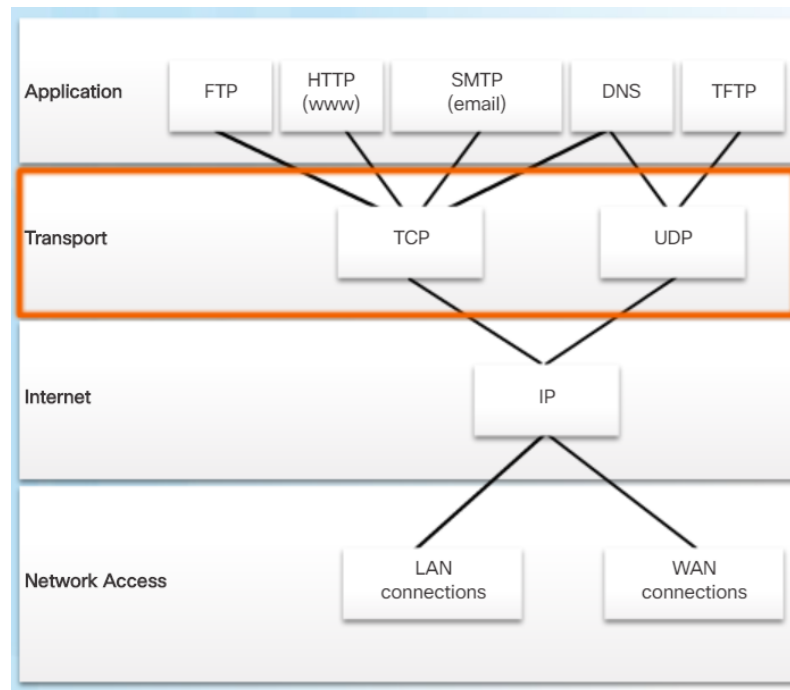 Application
FTP
HTTP
(www)
SMTP
(email)
DNS
TFTP
Transport
TCP
UDP
Internet
IP
Network Access
LAN
connections
WAN
connections